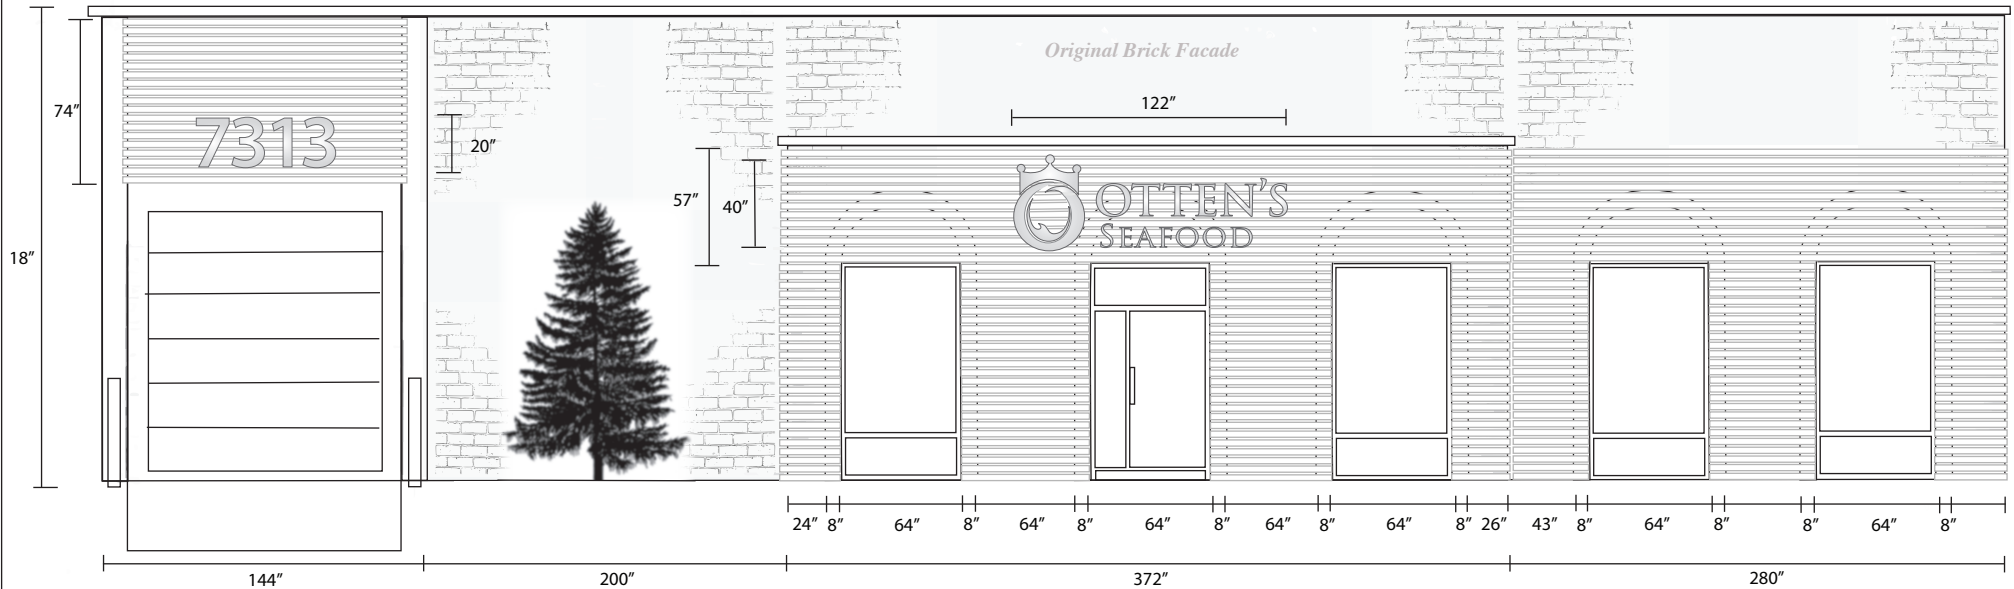 Original Brick Facade
122”
74”
7313
20”
57”
40”
OTTEN’S
SEAFOOD
18”
24” 8” 64” 8” 64” 8” 64” 8” 64” 8” 64” 8” 26” 43” 8” 64” 8” 8” 64” 8”
144” 200” 372” 280”